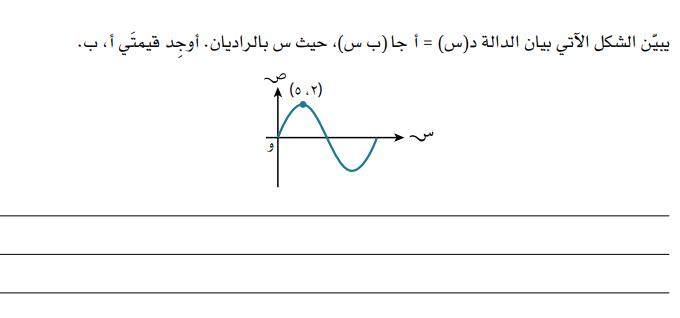 يبيّن الشكل الآتي بيان الدالة د(س) = أ جا (ب س)، حيث س بالراديان. أوجِد قيمتَي أ، ب.
ص
(٢، ٥)
س
و